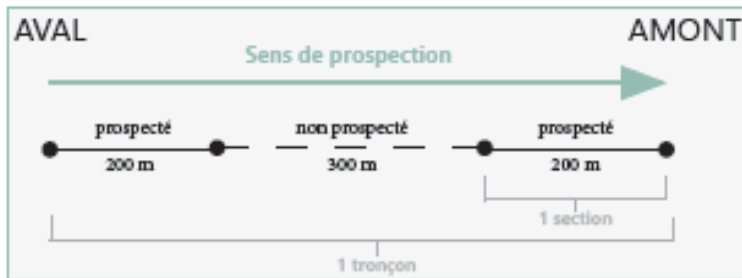 AVAL AMONT
Sens de prospection
prospecté non prospecté prospecté
200 m 300 m 200 m
1 section
1 tronçon